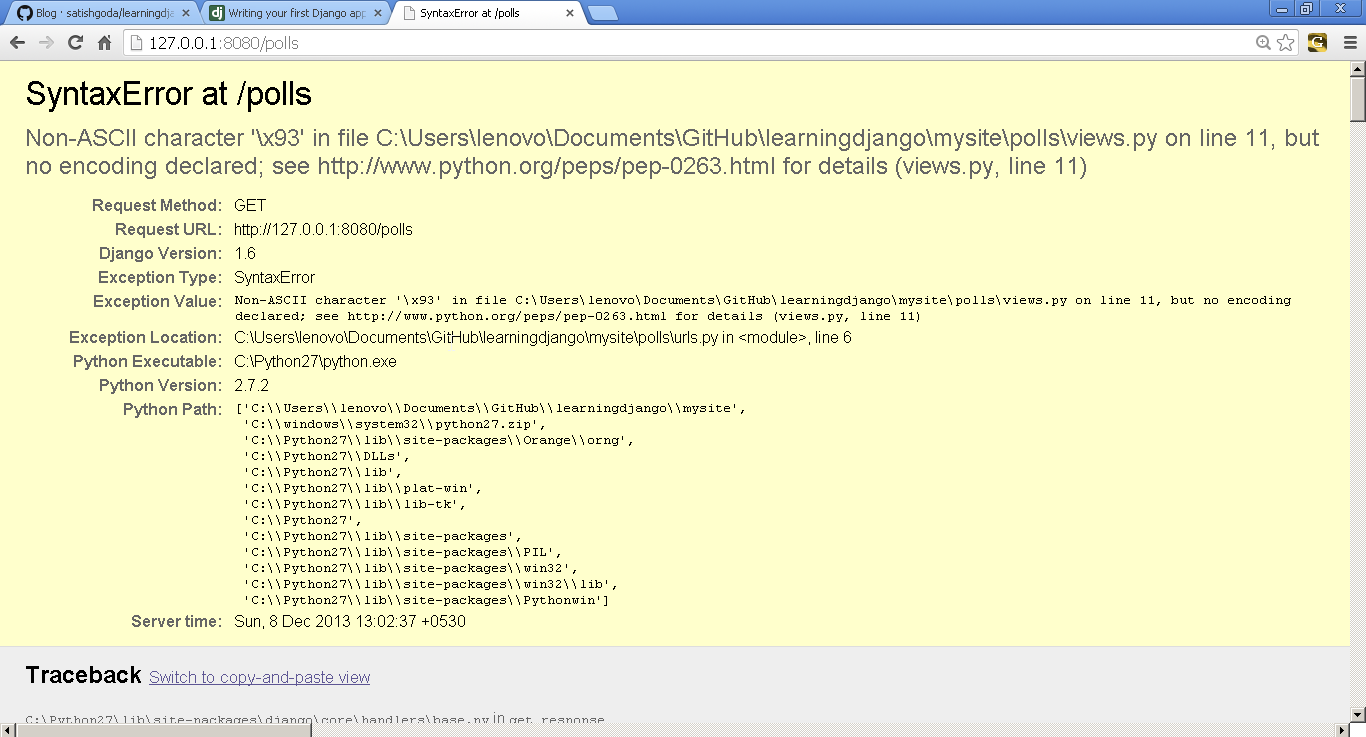 Blog · satishgoda/learningdja
Writing your first Django app
SyntaxError at /polls
127.0.0.1:8080/polls
SyntaxError at /polls
Non-ASCII character '\x93' in file C:\Users\lenovo\Documents\GitHub\learningdjango\mysite\polls\views.py on line 11, but
no encoding declared; see http://www.python.org/peps/pep-0263.html for details (views.py, line 11)
Request Method: GET
Request URL: http://127.0.0.1:8080/polls
Django Version: 1.6
Exception Type: SyntaxError
Exception Value: Non-ASCII character '\x93' in file C:\Users\lenovo\Documents\GitHub\learningdjango\mysite\polls\views.py on line 11, but no encoding
declared; see http://www.python.org/peps/pep-0263.html for details (views.py, line 11)
Exception Location: C:\Users\lenovo\Documents\GitHub\learningdjango\mysite\polls\urls.py in <module>, line 6
Python Executable: C:\Python27\python.exe
Python Version: 2.7.2
Python Path: ['C:\\Users\\lenovo\\Documents\\GitHub\\learningdjango\\mysite',
'C:\\windows\\system32\\python27.zip',
'C:\\Python27\\lib\\site-packages\\Orange\\orng',
'C:\\Python27\\DLLs',
'C:\\Python27\\lib',
'C:\\Python27\\lib\\plat-win',
'C:\\Python27\\lib\\lib-tk',
'C:\\Python27',
'C:\\Python27\\lib\\site-packages',
'C:\\Python27\\lib\\site-packages\\PIL',
'C:\\Python27\\lib\\site-packages\\win32',
'C:\\Python27\\lib\\site-packages\\win32\\lib',
'C:\\Python27\\lib\\site-packages\\Pythonwin']
Server time: Sun, 8 Dec 2013 13:02:37 +0530
Traceback Switch to copy-and-paste view
C:\Python27\lib\site-packages\django\core\handlers\base.py in get_response